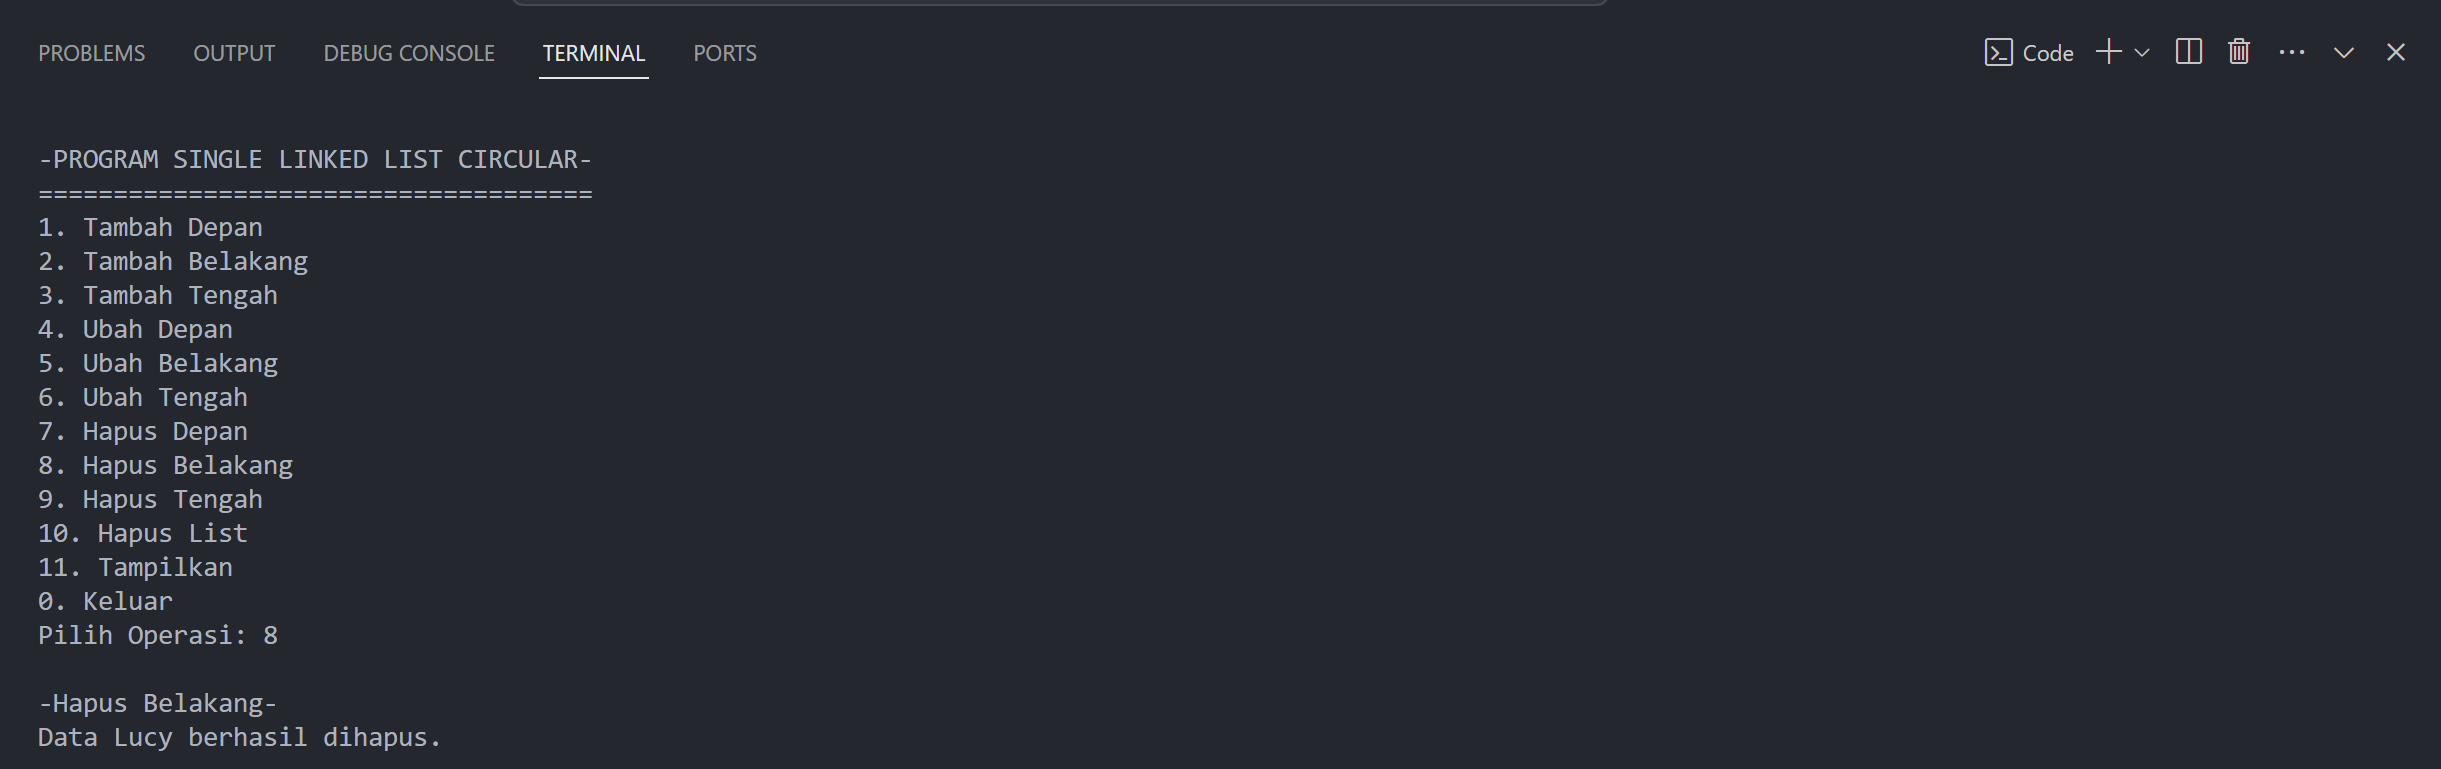 PROBLEMS OUTPUT DEBUG CONSOLE TERMINAL PORTS Code
-PROGRAM SINGLE LINKED LIST CIRCULAR-
=====================================
1. Tambah Depan
2. Tambah Belakang
3. Tambah Tengah
4. Ubah Depan
5. Ubah Belakang
6. Ubah Tengah
7. Hapus Depan
8. Hapus Belakang
9. Hapus Tengah
10. Hapus List
11. Tampilkan
0. Keluar
Pilih Operasi: 8
-Hapus Belakang-
Data Lucy berhasil dihapus.